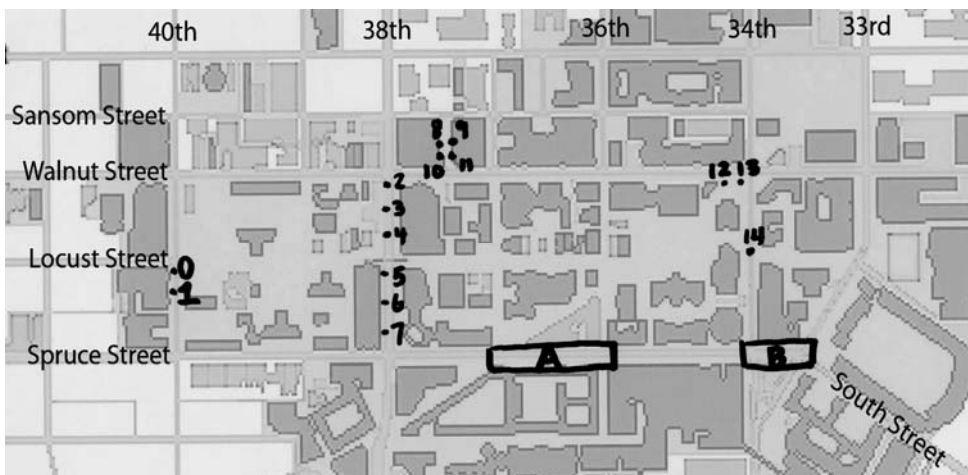 40th 38th 36th 34th 33rd
Sansom Street
8 9
10 11
Walnut Street
2 12 13
3
4
14
Locust Street
0 5
1 6
7
Spruce Street A B
South Street